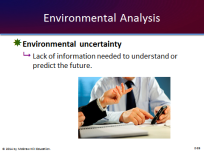 Environmental Analysis
Environmental uncertainty
Lack of information needed to understand or
predict the future.